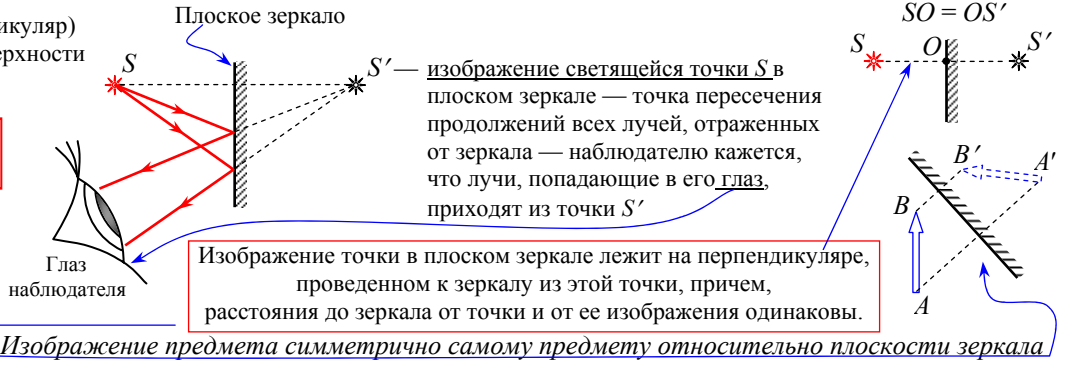 икуляр)
ерхности
Плоское зеркало
S
S′ — изображение светящейся точки S в
плоском зеркале — точка пересечения
продолжений всех лучей, отраженных
от зеркала — наблюдателю кажется,
что лучи, попадающие в его глаз,
приходят из точки S′
Глаз
наблюдателя
SO = OS′
S
O
S′
B′
A′
B
A
Изображение точки в плоском зеркале лежит на перпендикуляре,
проведенном к зеркалу из этой точки, причем,
расстояния до зеркала от точки и от ее изображения одинаковы.
Изображение предмета симметрично самому предмету относительно плоскости зеркала